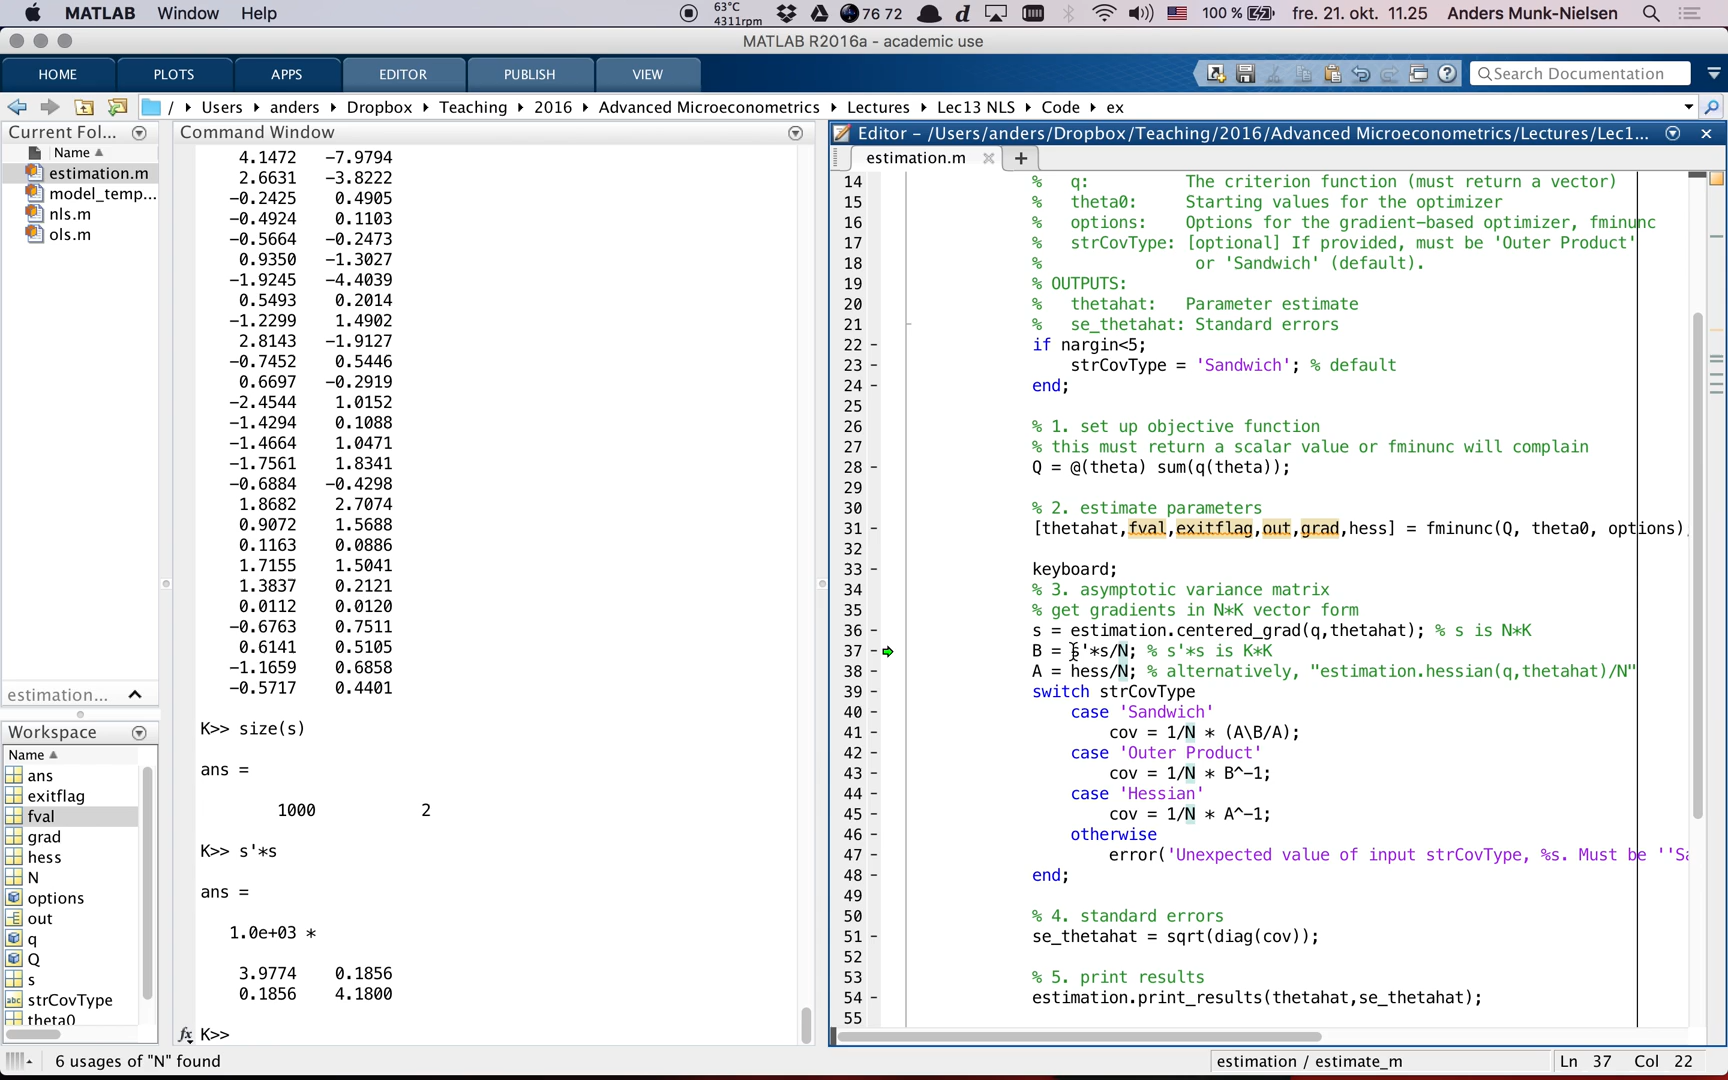 MATLAB Window Help 63°C 4311rpm 76 72 d 100 % fre. 21. okt. 11.25 Anders Munk-Nielsen
MATLAB R2016a - academic use
HOME PLOTS APPS EDITOR PUBLISH VIEW Search Documentation
/ Users anders Dropbox Teaching 2016 Advanced Microeconometrics Lectures Lec13 NLS Code ex
Current Fol...
Name
estimation.m
model_temp...
nls.m
ols.m
estimation...
Workspace
Name
ans
exitflag
fval
grad
hess
N
options
out
q
Q
s
strCovType
theta0
Command Window
4.1472 -7.9794
2.6631 -3.8222
-0.2425 0.4905
-0.4924 0.1103
-0.5664 -0.2473
0.9350 -1.3027
-1.9245 -4.4039
0.5493 0.2014
-1.2299 1.4902
2.8143 -1.9127
-0.7452 0.5446
0.6697 -0.2919
-2.4544 1.0152
-1.4294 0.1088
-1.4664 1.0471
-1.7561 1.8341
-0.6884 -0.4298
1.8682 2.7074
0.9072 1.5688
0.1163 0.0886
1.7155 1.5041
1.3837 0.2121
0.0112 0.0120
-0.6763 0.7511
0.6141 0.5105
-1.1659 0.6858
-0.5717 0.4401
K>> size(s)
ans =
1000 2
K>> s'*s
ans =
1.0e+03 *
3.9774 0.1856
0.1856 4.1800
fx K>>
Editor - /Users/anders/Dropbox/Teaching/2016/Advanced Microeconometrics/Lectures/Lec1...
estimation.m
14 % q: The criterion function (must return a vector)
15 % theta0: Starting values for the optimizer
16 % options: Options for the gradient-based optimizer, fminunc
17 % strCovType: [optional] If provided, must be 'Outer Product'
18 % or 'Sandwich' (default).
19 % OUTPUTS:
20 % thetahat: Parameter estimate
21 % se_thetahat: Standard errors
22 - if nargin<5;
23 - strCovType = 'Sandwich'; % default
24 - end;
25
26 % 1. set up objective function
27 % this must return a scalar value or fminunc will complain
28 - Q = @(theta) sum(q(theta));
29
30 % 2. estimate parameters
31 - [thetahat,fval,exitflag,out,grad,hess] = fminunc(Q, theta0, options)
32
33 - keyboard;
34 % 3. asymptotic variance matrix
35 % get gradients in N*K vector form
36 - s = estimation.centered_grad(q,thetahat); % s is N*K
37 - B = s'*s/N; % s'*s is K*K
38 - A = hess/N; % alternatively, "estimation.hessian(q,thetahat)/N"
39 - switch strCovType
40 - case 'Sandwich'
41 - cov = 1/N * (A\B/A);
42 - case 'Outer Product'
43 - cov = 1/N * B^-1;
44 - case 'Hessian'
45 - cov = 1/N * A^-1;
46 - otherwise
47 - error('Unexpected value of input strCovType, %s. Must be ''Sa
48 - end;
49
50 % 4. standard errors
51 - se_thetahat = sqrt(diag(cov));
52
53 % 5. print results
54 - estimation.print_results(thetahat,se_thetahat);
55
6 usages of "N" found estimation / estimate_m Ln 37 Col 22